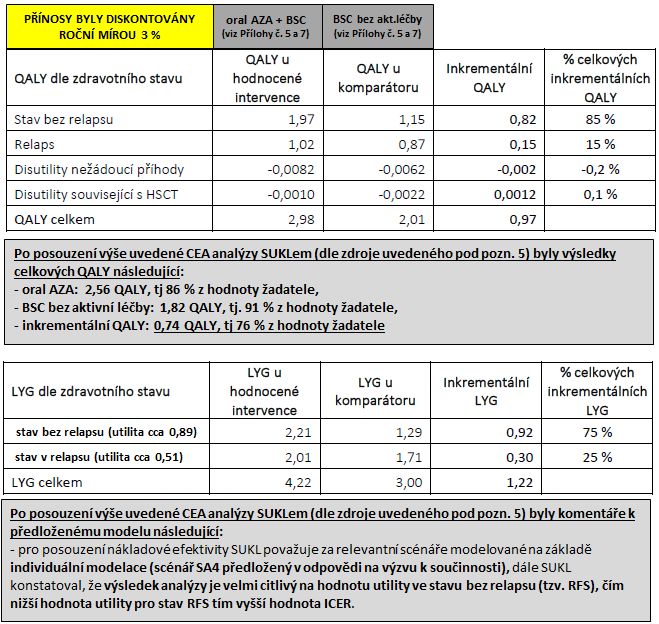 PŘÍNOSY BYLY DISKONTOVÁNY ROČNÍ MÍROU 3 %
oral AZA + BSC (viz Přílohy č. 5 a 7)
BSC bez akt.léčby (viz Přílohy č. 5 a 7)
QALY dle zdravotního stavu | QALY u hodnocené intervence | QALY u komparátoru | Inkrementální QALY | % celkových inkrementálních QALY
Stav bez relapsu | 1,97 | 1,15 | 0,82 | 85 %
Relaps | 1,02 | 0,87 | 0,15 | 15 %
Disutility nežádoucí příhody | -0,0082 | -0,0062 | -0,002 | -0,2 %
Disutility související s HSCT | -0,0010 | -0,0022 | 0,0012 | 0,1 %
QALY celkem | 2,98 | 2,01 | 0,97
Po posouzení výše uvedené CEA analýzy SUKLem (dle zdroje uvedeného pod pozn. 5) byly výsledky
celkových QALY následující:
- oral AZA: 2,56 QALY, tj 86 % z hodnoty žadatele,
- BSC bez aktivní léčby: 1,82 QALY, tj. 91 % z hodnoty žadatele,
- inkrementální QALY: 0,74 QALY, tj 76 % z hodnoty žadatele
LYG dle zdravotního stavu | LYG u hodnocené intervence | LYG u komparátoru | Inkrementální LYG | % celkových inkrementálních LYG
stav bez relapsu (utilita cca 0,89) | 2,21 | 1,29 | 0,92 | 75 %
stav v relapsu (utilita cca 0,51) | 2,01 | 1,71 | 0,30 | 25 %
LYG celkem | 4,22 | 3,00 | 1,22
Po posouzení výše uvedené CEA analýzy SUKLem (dle zdroje uvedeného pod pozn. 5) byly komentáře k
předloženému modelu následující:
- pro posouzení nákladové efektivity SUKL považuje za relevantní scénáře modelované na základě
individuální modelace (scénář SA4 předložený v odpovědi na výzvu k součinnosti), dále SUKL
konstatoval, že výsledek analýzy je velmi citlivý na hodnotu utility ve stavu bez relapsu (tzv. RFS), čím
nižší hodnota utility pro stav RFS tím vyšší hodnota ICER.